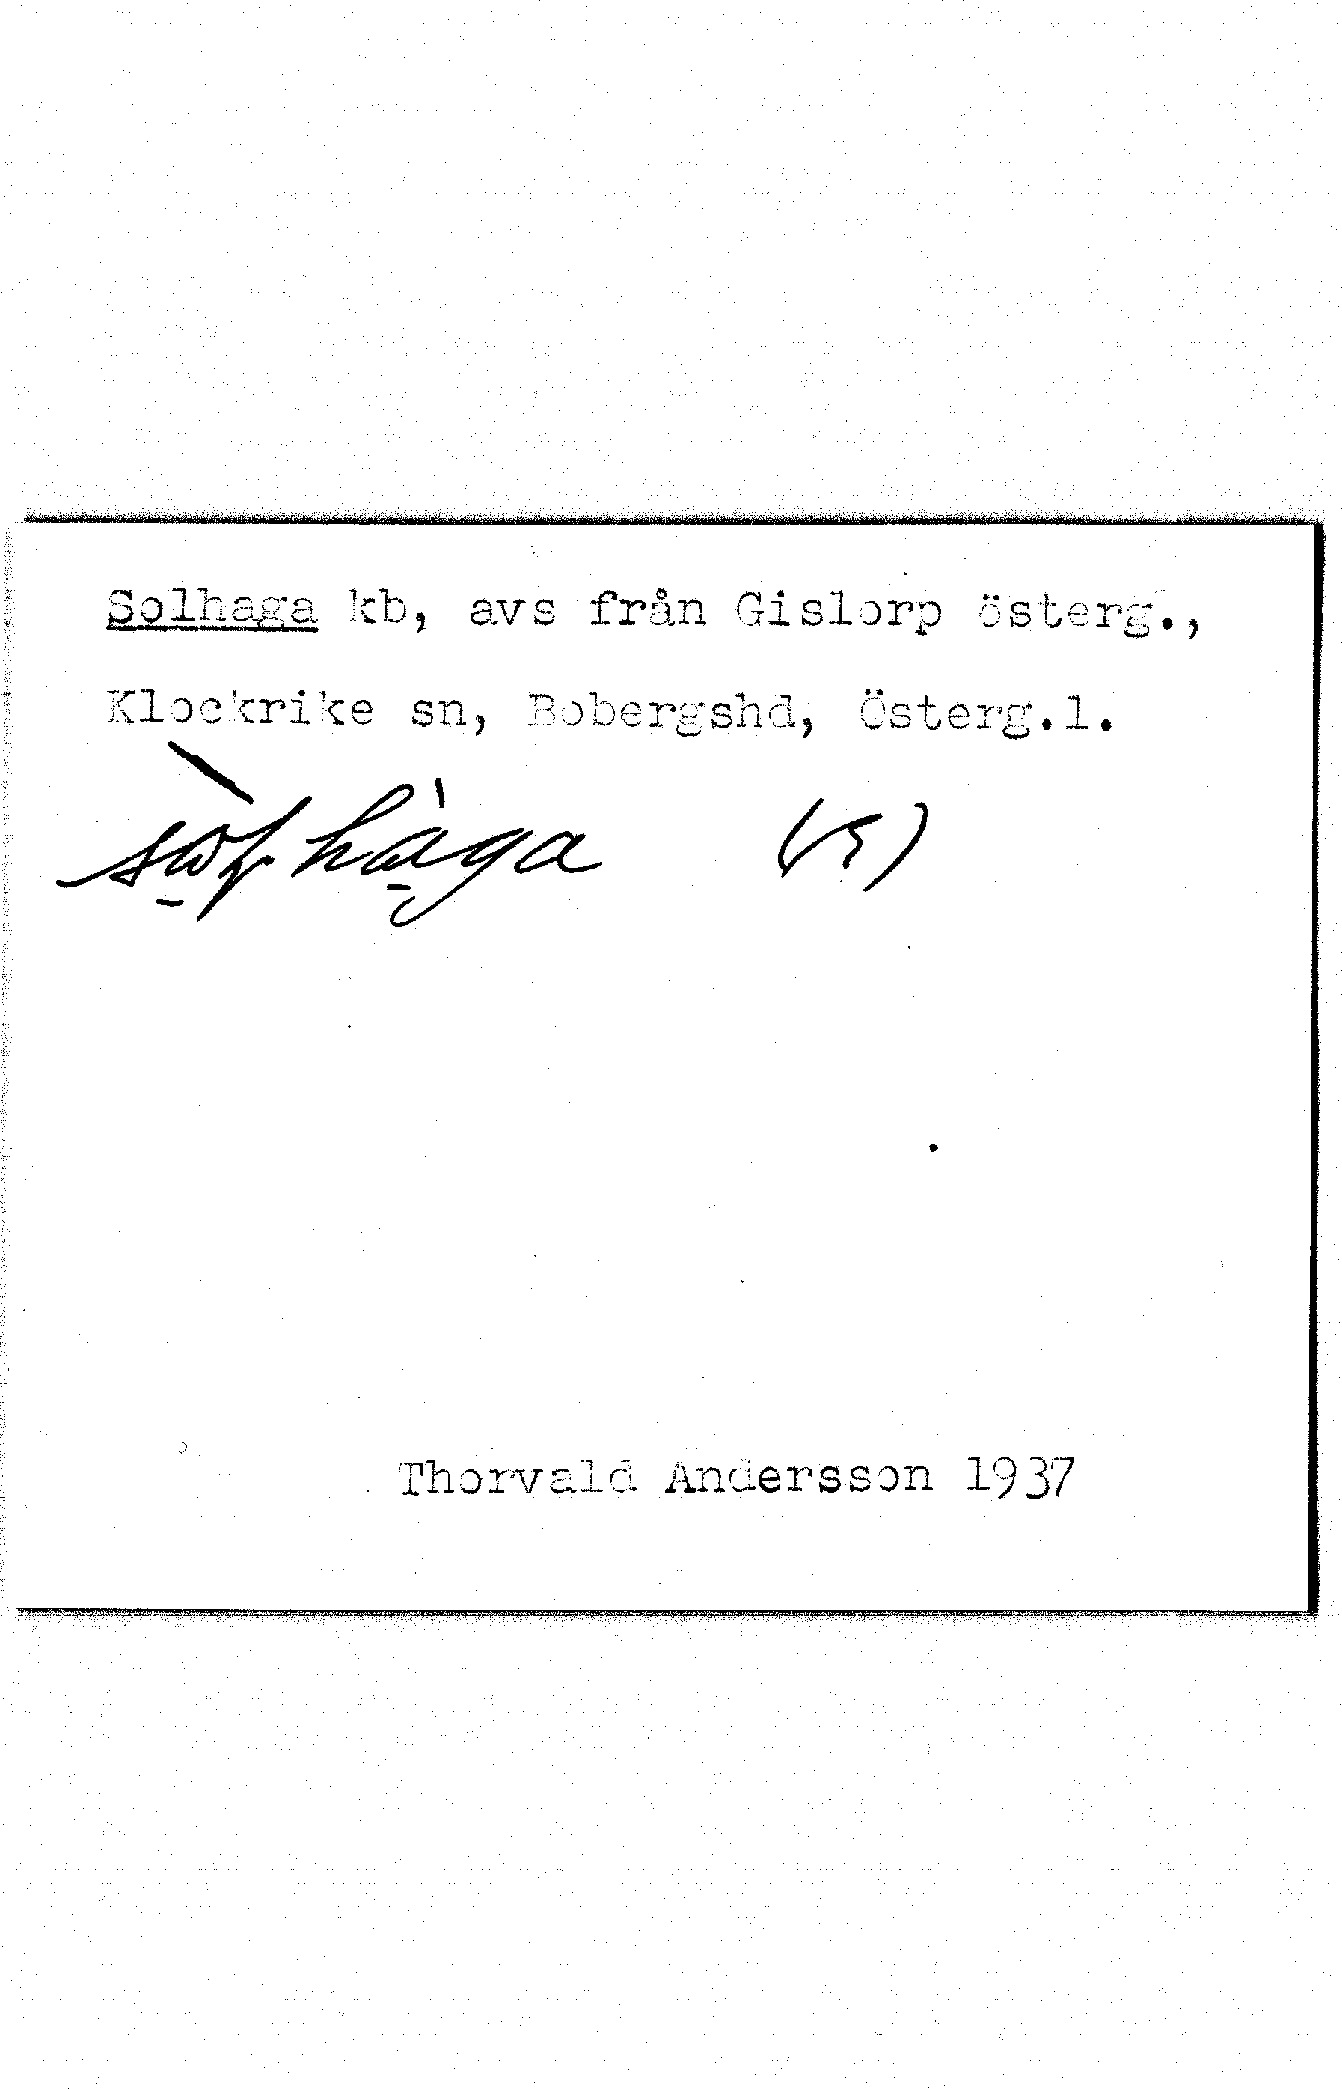 Solhaga kb, avs från Gislorp österg.,
Klockrike sn, Bobergshd, Österg.l.
Thorvald Andersson 1937